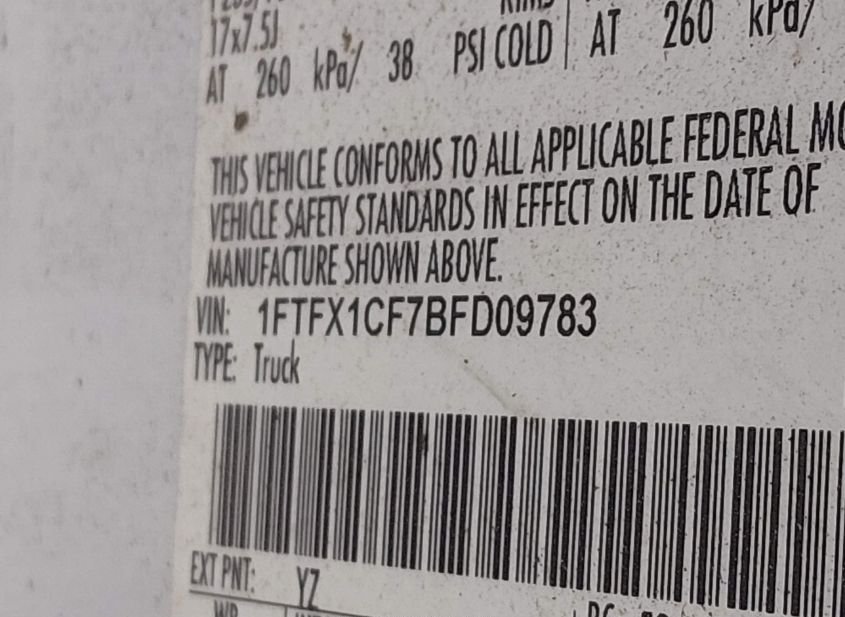 17x7.5J
AT 260 kPa/ 38 PSI COLD | AT 260 kPa/
THIS VEHICLE CONFORMS TO ALL APPLICABLE FEDERAL MO
VEHICLE SAFETY STANDARDS IN EFFECT ON THE DATE OF
MANUFACTURE SHOWN ABOVE.
VIN: 1FTFX1CF7BFD09783
TYPE: Truck
EXT PNT: YZ